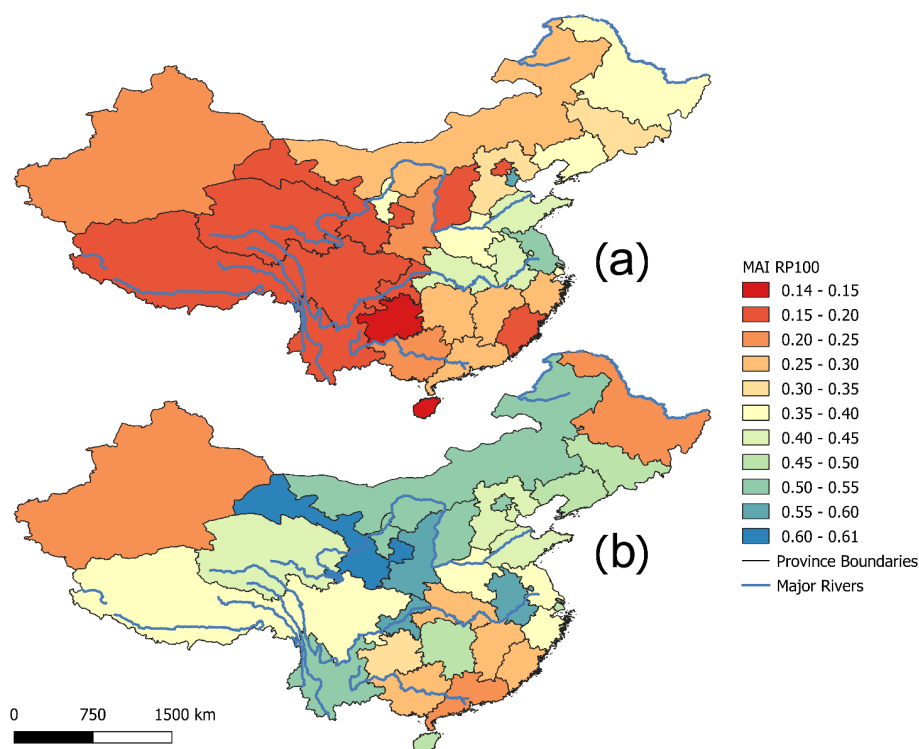 (a)
MAI RP100
0.14 - 0.15
0.15 - 0.20
0.20 - 0.25
0.25 - 0.30
0.30 - 0.35
0.35 - 0.40
0.40 - 0.45
0.45 - 0.50
0.50 - 0.55
0.55 - 0.60
0.60 - 0.61
Province Boundaries
Major Rivers
(b)
0 750 1500 km